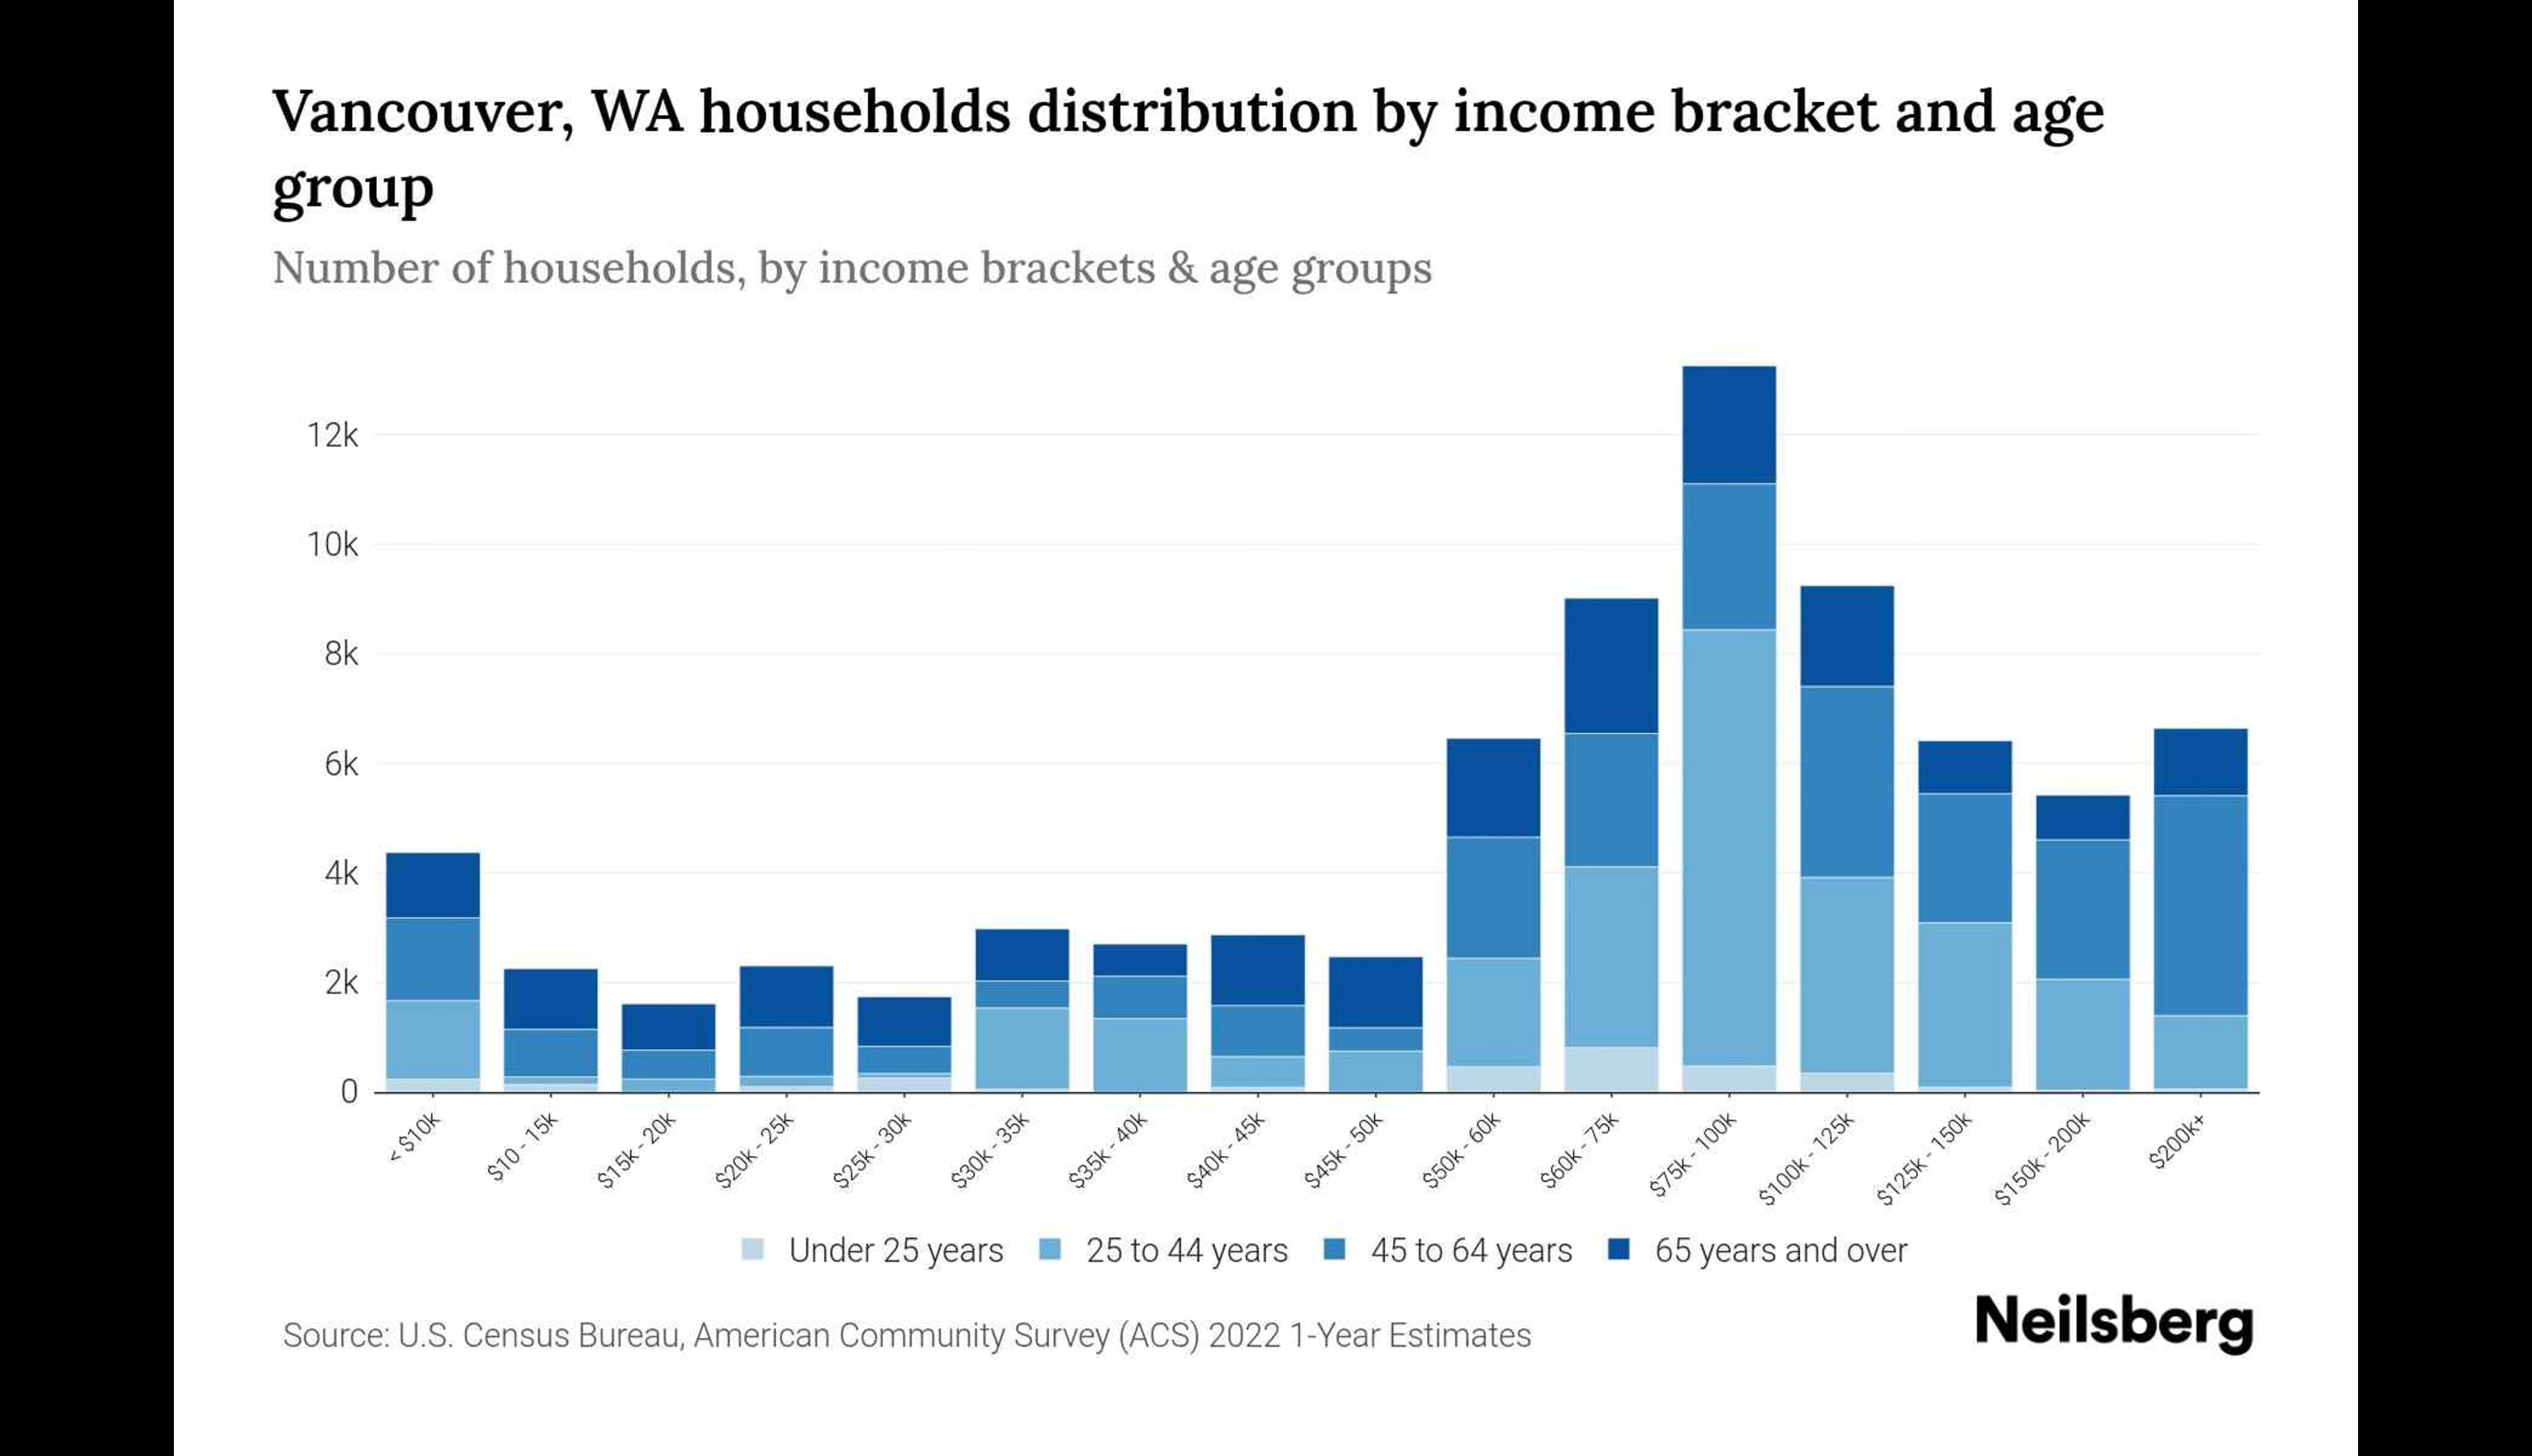 Vancouver, WA households distribution by income bracket and age
group
Number of households, by income brackets & age groups
12k
10k
8k
6k
4k
2k
0
< $10k
$10 - 15k
$15k - 20k
$20k - 25k
$25k - 30k
$30k - 35k
$35k - 40k
$40k - 45k
$45k - 50k
$50k - 60k
$60k - 75k
$75k - 100k
$100k - 125k
$125k - 150k
$150k - 200k
$200k+
Under 25 years
25 to 44 years
45 to 64 years
65 years and over
Source: U.S. Census Bureau, American Community Survey (ACS) 2022 1-Year Estimates
Neilsberg